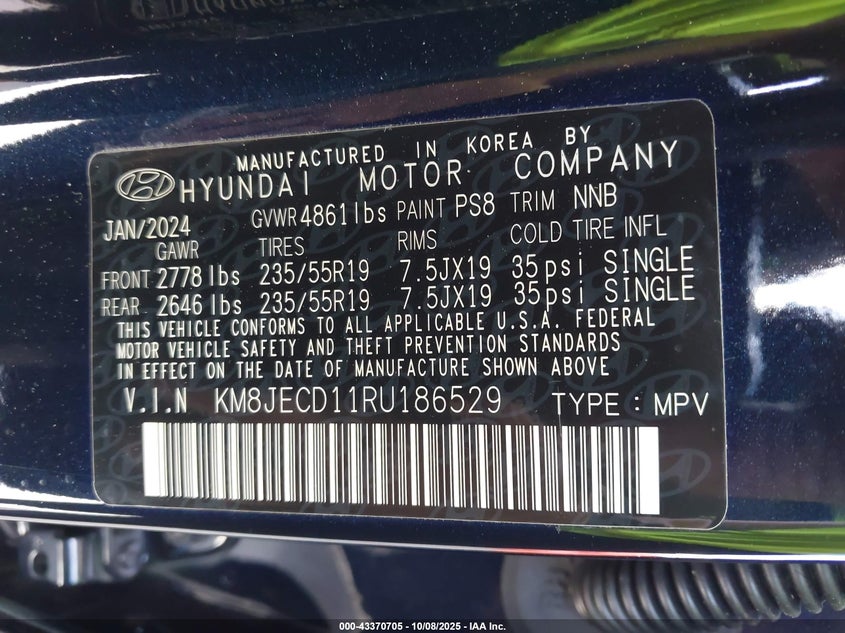 MANUFACTURED IN KOREA BY
HYUNDAI MOTOR COMPANY
JAN/2024 GVWR 4861 lbs PAINT PS8 TRIM NNB
GAWR TIRES RIMS COLD TIRE INFL
FRONT 2778 lbs 235/55R19 7.5JX19 35psi SINGLE
REAR 2646 lbs 235/55R19 7.5JX19 35psi SINGLE
THIS VEHICLE CONFORMS TO ALL APPLICABLE U.S.A. FEDERAL
MOTOR VEHICLE SAFETY AND THEFT PREVENTION STANDARDS
IN EFFECT ON THE DATE OF MANUFACTURE SHOWN ABOVE
V.I.N KM8JECD11RU186529 TYPE : MPV
000-43370705 - 10/08/2025 - IAA Inc.